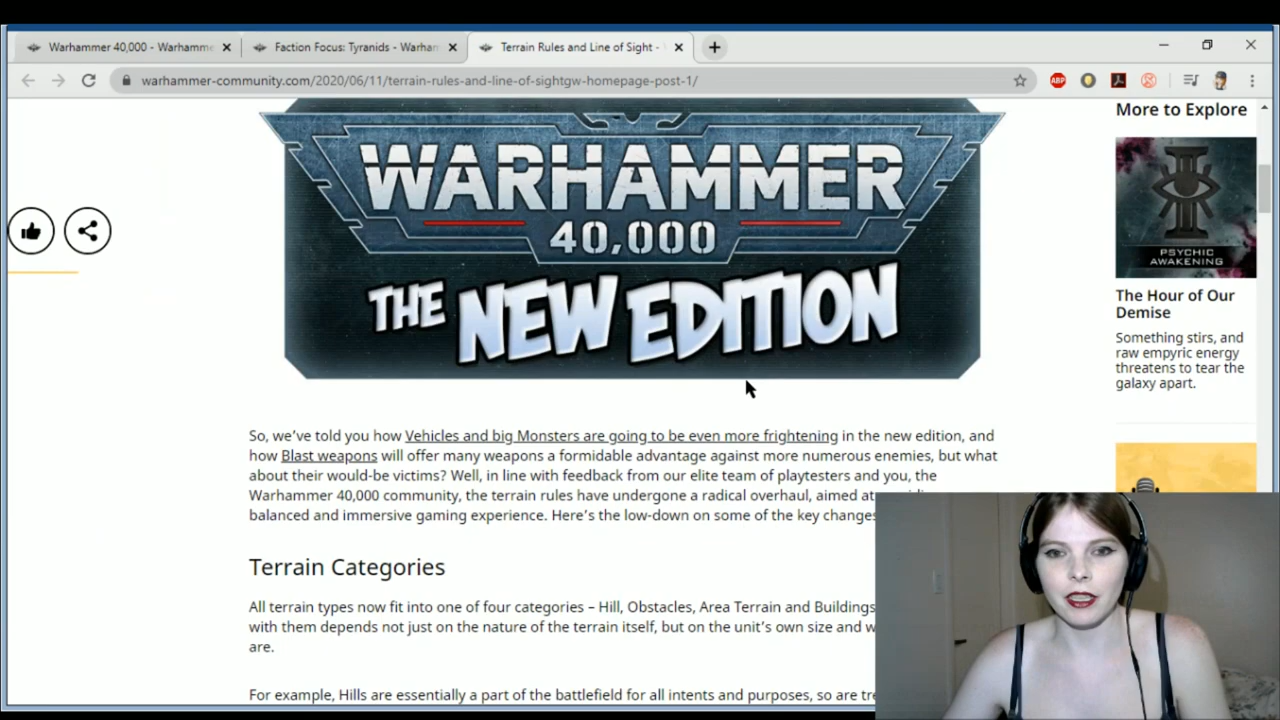 Warhammer 40,000 - Warhamme
Faction Focus: Tyranids - Warhan
Terrain Rules and Line of Sight -
warhammer-community.com/2020/06/11/terrain-rules-and-line-of-sightgw-homepage-post-1/
ABP
WARHAMMER
40,000
THE NEW EDITION
More to Explore
PSYCHIC
AWAKENING
The Hour of Our
Demise
Something stirs, and
raw empyric energy
threatens to tear the
galaxy apart.
So, we've told you how Vehicles and big Monsters are going to be even more frightening in the new edition, and
how Blast weapons will offer many weapons a formidable advantage against more numerous enemies, but what
about their would-be victims? Well, in line with feedback from our elite team of playtesters and you, the
Warhammer 40,000 community, the terrain rules have undergone a radical overhaul, aimed at
balanced and immersive gaming experience. Here's the low-down on some of the key changes
Terrain Categories
All terrain types now fit into one of four categories – Hill, Obstacles, Area Terrain and Buildings
with them depends not just on the nature of the terrain itself, but on the unit's own size and w
are.
For example, Hills are essentially a part of the battlefield for all intents and purposes, so are tre